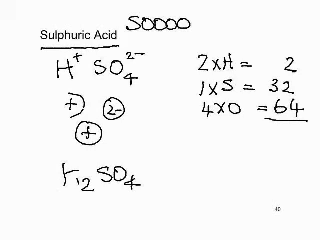 SOOOO
Sulphuric Acid
H⁺ SO₄²⁻
2×H = 2
1×S = 32
4×O = 64
+ 2-
+
H₂SO₄
40